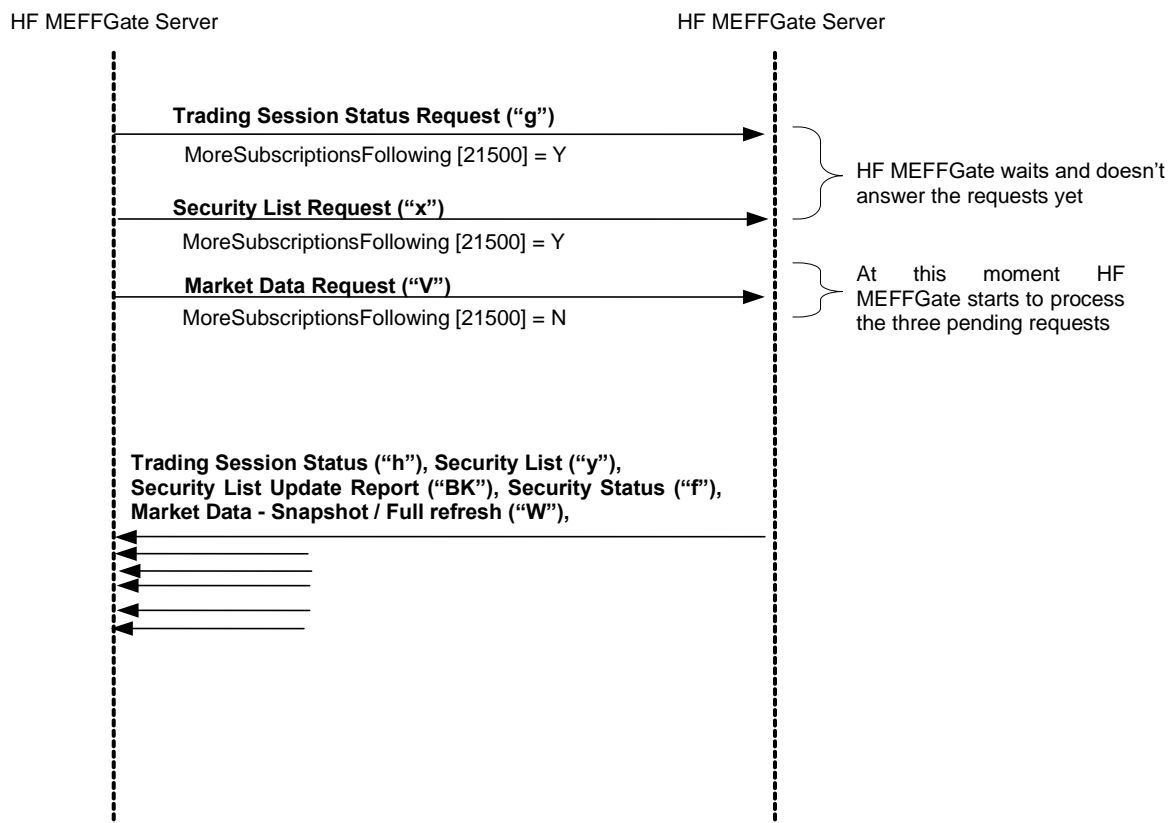 HF MEFFGate Server
HF MEFFGate Server
Trading Session Status Request (“g”)
MoreSubscriptionsFollowing [21500] = Y
HF MEFFGate waits and doesn’t
answer the requests yet
Security List Request (“x”)
MoreSubscriptionsFollowing [21500] = Y
Market Data Request (“V”)
MoreSubscriptionsFollowing [21500] = N
At this moment HF
MEFFGate starts to process
the three pending requests
Trading Session Status (“h”), Security List (“y”),
Security List Update Report (“BK”), Security Status (“f”),
Market Data - Snapshot / Full refresh (“W”),